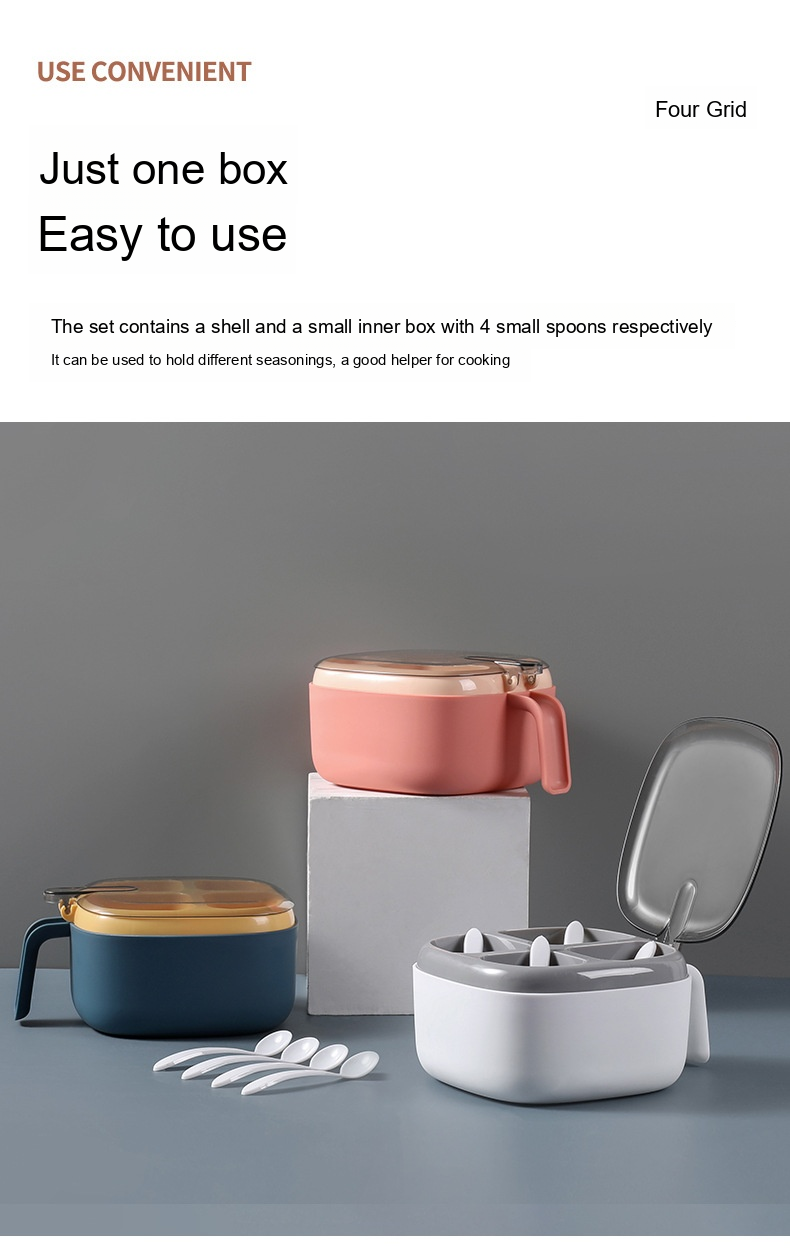 USE CONVENIENT
Four Grid
Just one box
Easy to use
The set contains a shell and a small inner box with 4 small spoons respectively
It can be used to hold different seasonings, a good helper for cooking